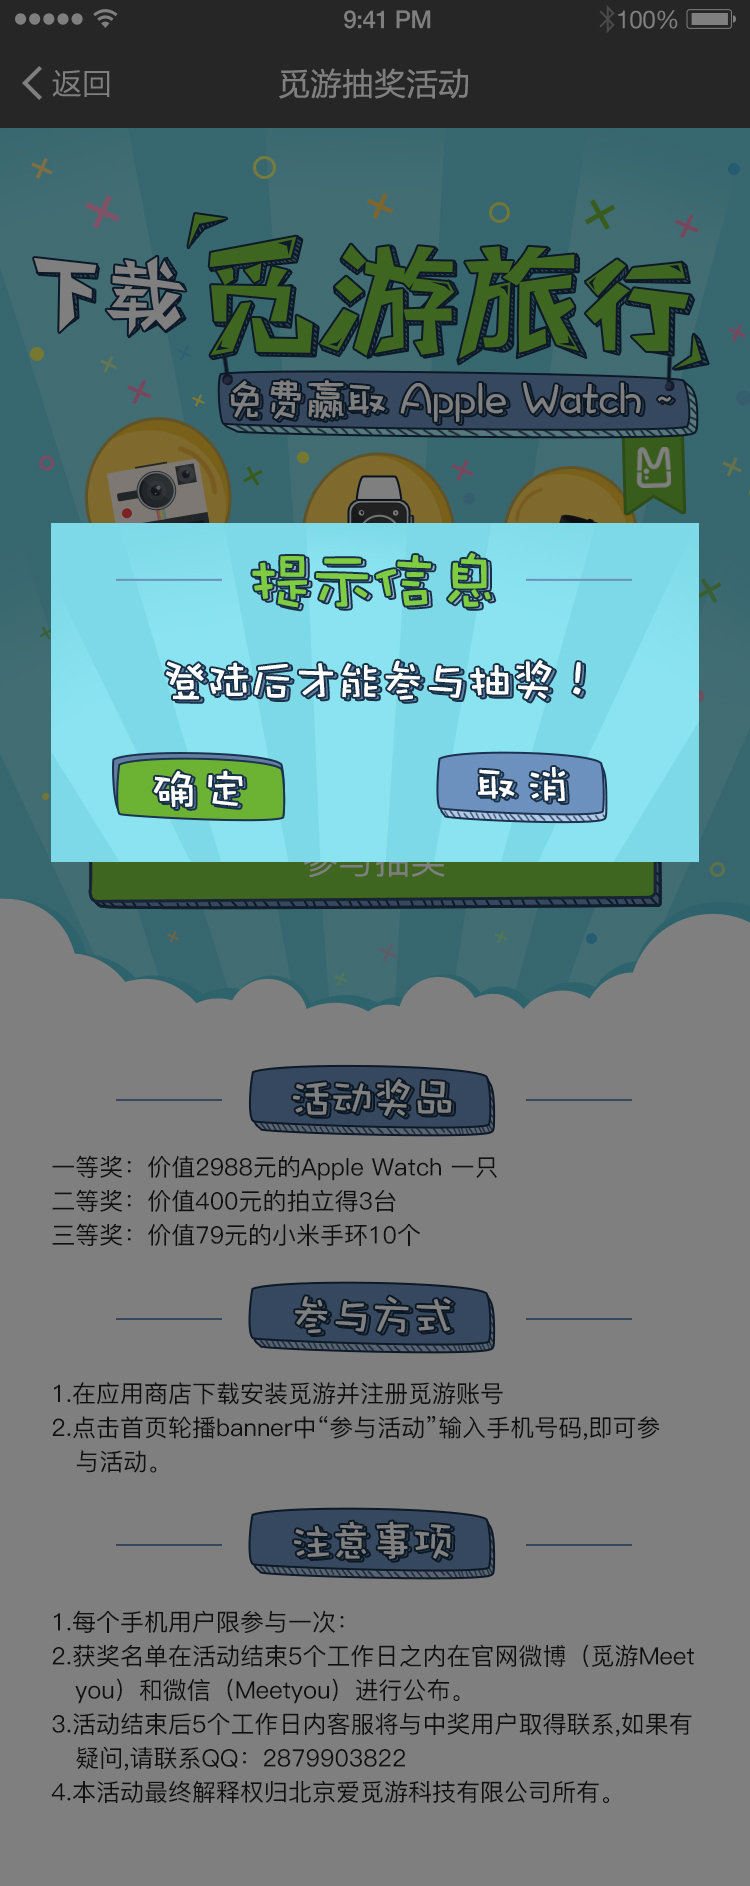 9:41 PM
100%
返回
觅游抽奖活动
下载 觅游旅行
免费赢取 Apple Watch ~
M
提示信息
登陆后才能参与抽奖！
确定
取消
参与抽奖
活动奖品
一等奖：价值2988元的Apple Watch 一只
二等奖：价值400元的拍立得3台
三等奖：价值79元的小米手环10个
参与方式
1.在应用商店下载安装觅游并注册觅游账号
2.点击首页轮播banner中“参与活动”输入手机号码,即可参
与活动。
注意事项
1.每个手机用户限参与一次：
2.获奖名单在活动结束5个工作日之内在官网微博（觅游Meet
you）和微信（Meetyou）进行公布。
3.活动结束后5个工作日内客服将与中奖用户取得联系,如果有
疑问,请联系QQ：2879903822
4.本活动最终解释权归北京爱觅游科技有限公司所有。